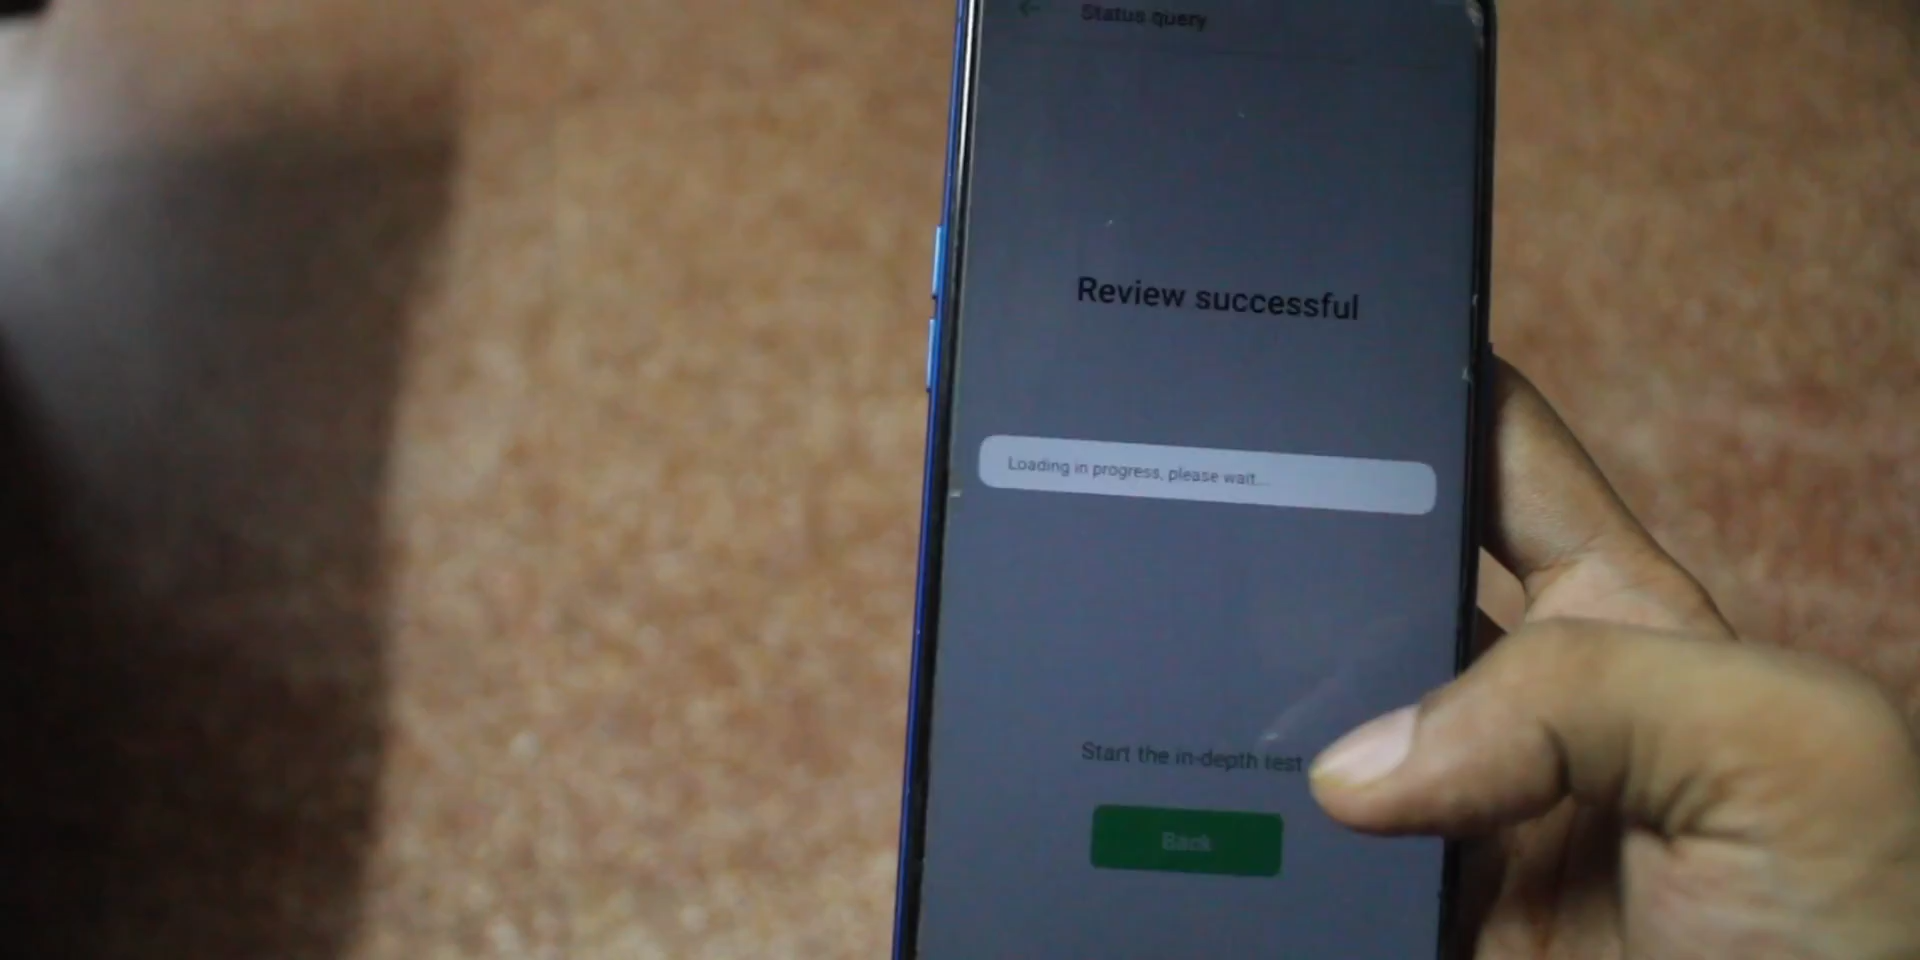 Status query
Review successful
Loading in progress, please wait...
Start the in-depth test
Back